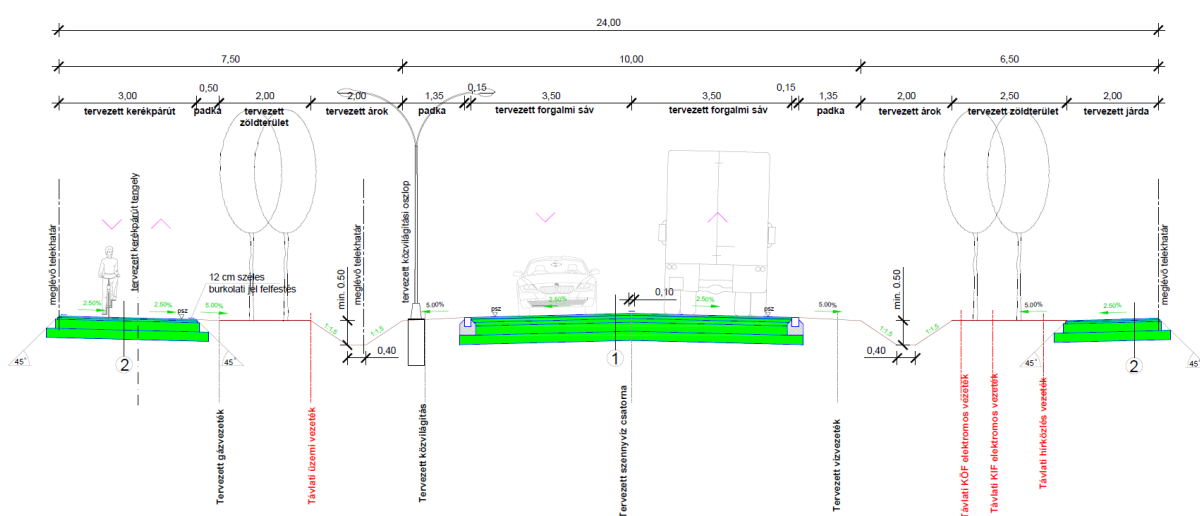 24,00
7,50
10,00
6,50
3,00
0,50
2,00
2,00
1,35
0,15
3,50
3,50
0,15
1,35
2,00
2,50
2,00
tervezett kerékpárút
padka
tervezett
zöldterület
tervezett árok
padka
tervezett forgalmi sáv
tervezett forgalmi sáv
padka
tervezett árok
tervezett zöldterület
tervezett járda
meglévő telekhatár
tervezett kerékpárút tengely
meglévő telekhatár
tervezett közvilágítási oszlop
meglévő telekhatár
12 cm széles
burkolati jel felfestés
min. 0.50
0,10
min. 0.50
2.50%
2.50%
psz
5,00%
1:1.5
1:1.5
5,00%
psz
2.50%
2.50%
psz
5,00%
1:1.5
1:1.5
5,00%
2.50%
45°
2
45°
0,40
1
0,40
45°
2
45°
Tervezett gázvezeték
Távlati üzemi vezeték
Tervezett közvilágítás
Tervezett szennyvíz csatorna
Tervezett vízvezeték
Távlati KÖF elektromos vezeték
Távlati KIF elektromos vezeték
Távlati hírközlés vezeték